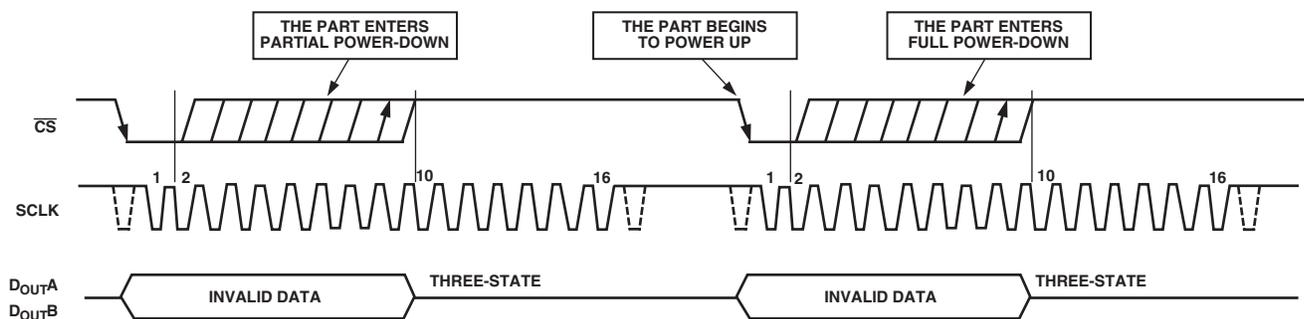 THE PART ENTERS
PARTIAL POWER-DOWN
THE PART BEGINS
TO POWER UP
THE PART ENTERS
FULL POWER-DOWN
CS
SCLK
1 2 10 16 1 2 10 16
DOUTA
DOUTB
INVALID DATA
THREE-STATE
INVALID DATA
THREE-STATE